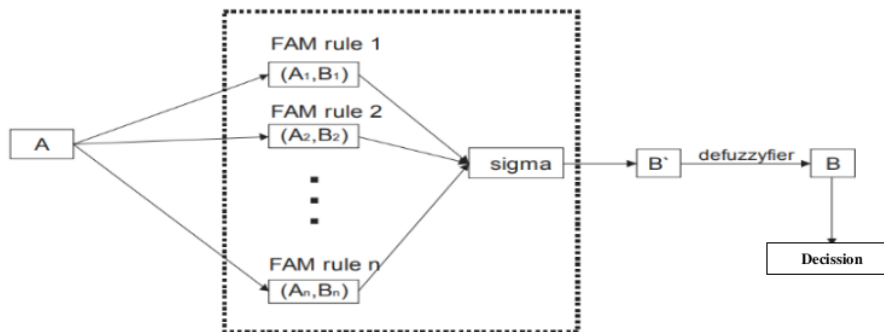 FAM rule 1
(A₁,B₁)
FAM rule 2
(A₂,B₂)
A
sigma
B`
defuzzyfier
B
FAM rule n
(Aₙ,Bₙ)
Decission